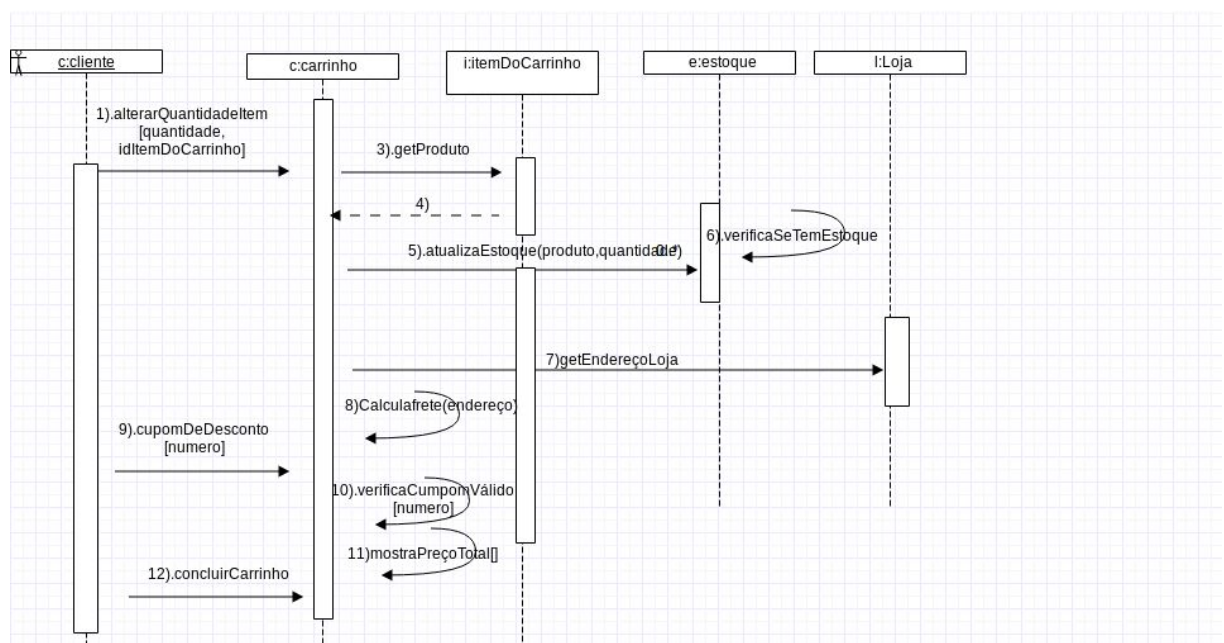 c:cliente
c:carrinho
i:itemDoCarrinho
e:estoque
l:Loja
1).alterarQuantidadeItem
[quantidade,
idItemDoCarrinho]
3).getProduto
4)
5).atualizaEstoque(produto,quantidade)
0..*
6).verificaSeTemEstoque
7)getEndereçoLoja
8)Calculafrete(endereço)
9).cupomDeDesconto
[numero]
10).verificaCumpomVálido
[numero]
11)mostraPreçoTotal[]
12).concluirCarrinho